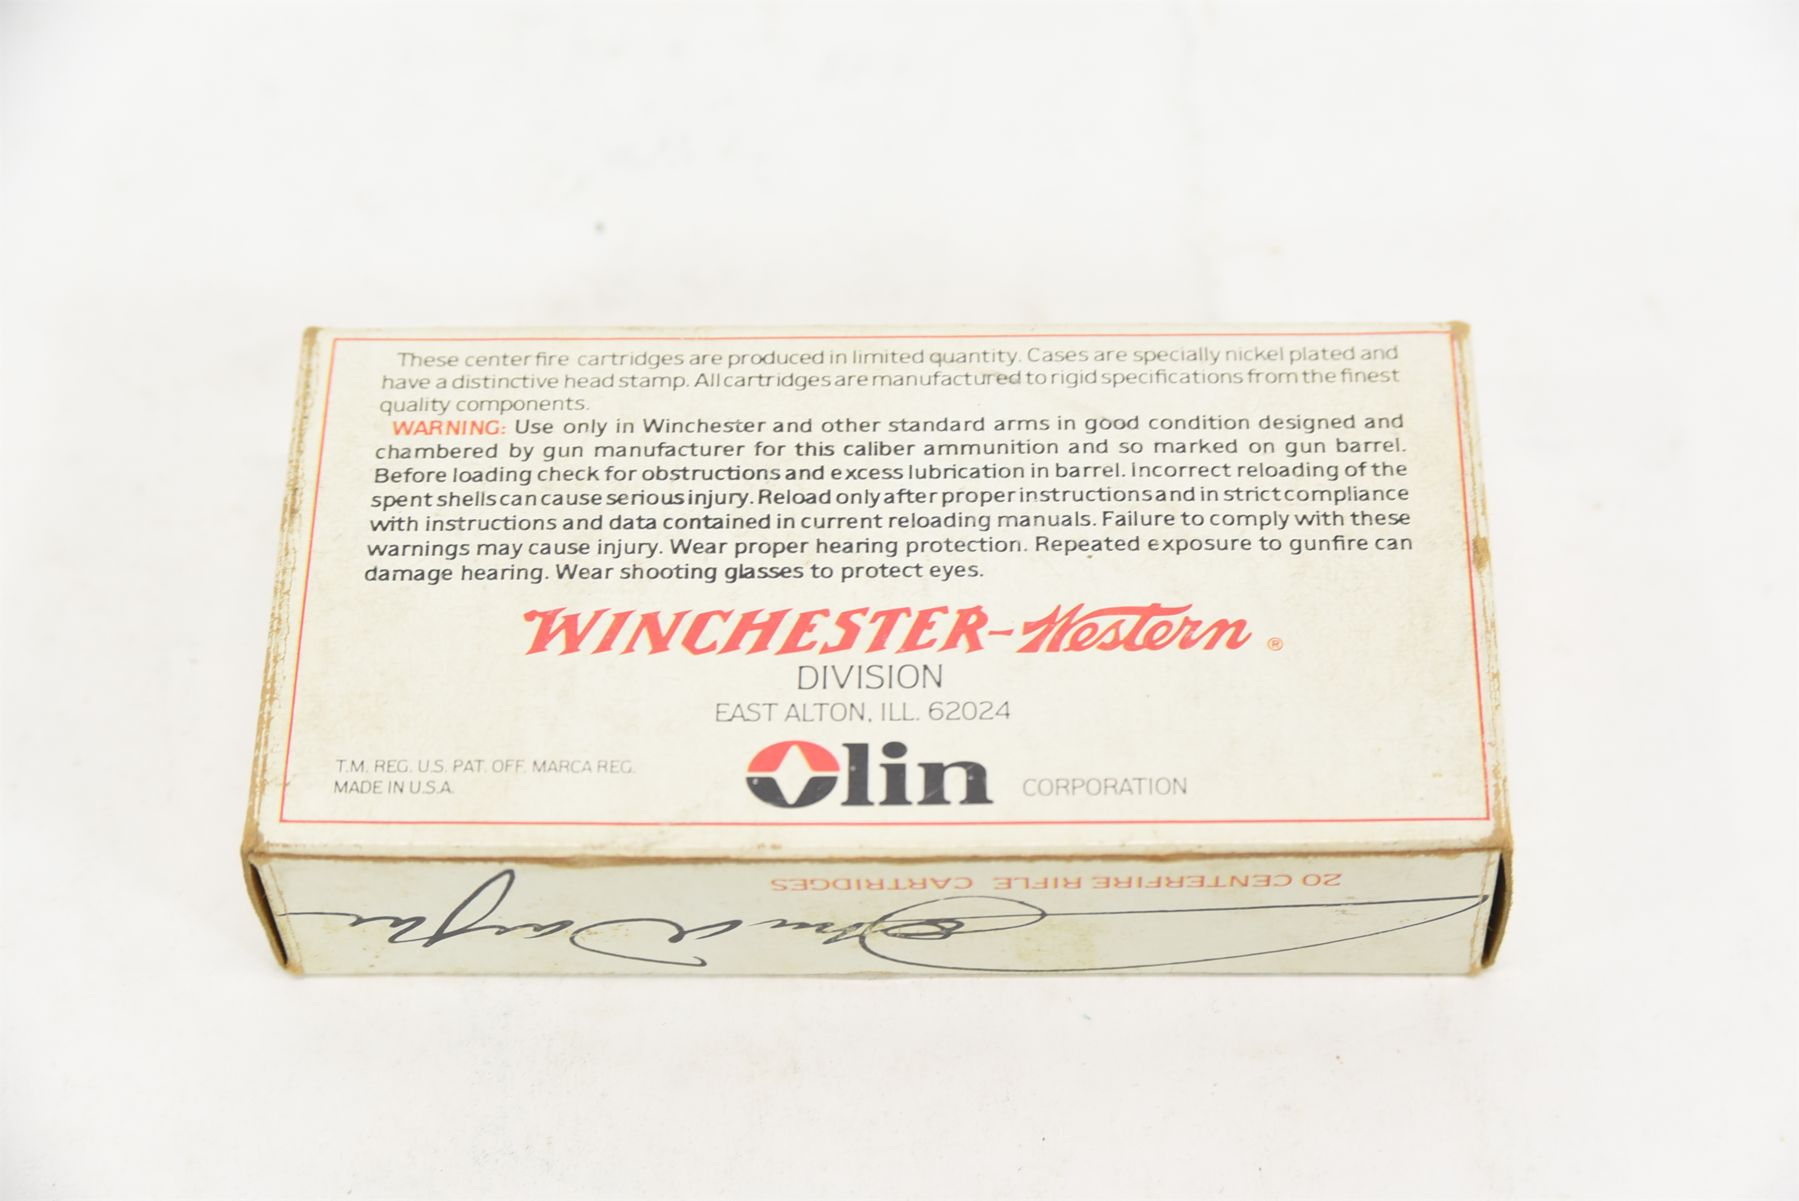 These centerfire cartridges are produced in limited quantity. Cases are specially nickel plated and
have a distinctive head stamp. All cartridges are manufactured to rigid specifications from the finest
quality components.
WARNING: Use only in Winchester and other standard arms in good condition designed and
chambered by gun manufacturer for this caliber ammunition and so marked on gun barrel.
Before loading check for obstructions and excess lubrication in barrel. Incorrect reloading of the
spent shells can cause serious injury. Reload only after proper instructions and in strict compliance
with instructions and data contained in current reloading manuals. Failure to comply with these
warnings may cause injury. Wear proper hearing protection. Repeated exposure to gunfire can
damage hearing. Wear shooting glasses to protect eyes.
WINCHESTER-Western ®
DIVISION
EAST ALTON, ILL. 62024
Olin CORPORATION
T.M. REG. U.S. PAT. OFF. MARCA REG.
MADE IN U.S.A.
20 CENTERFIRE RIFLE CARTRIDGES
John Wayne